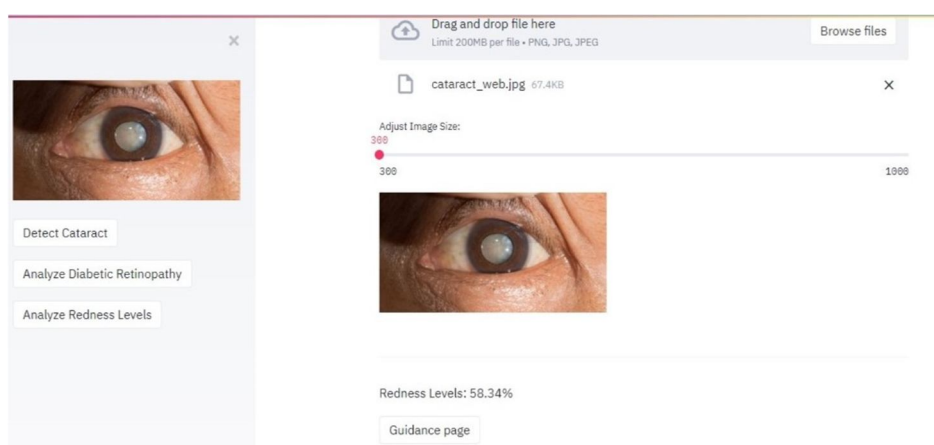 ×
Detect Cataract
Analyze Diabetic Retinopathy
Analyze Redness Levels
Drag and drop file here
Limit 200MB per file • PNG, JPG, JPEG
Browse files
cataract_web.jpg 67.4KB
×
Adjust Image Size:
300
300 1000
Redness Levels: 58.34%
Guidance page